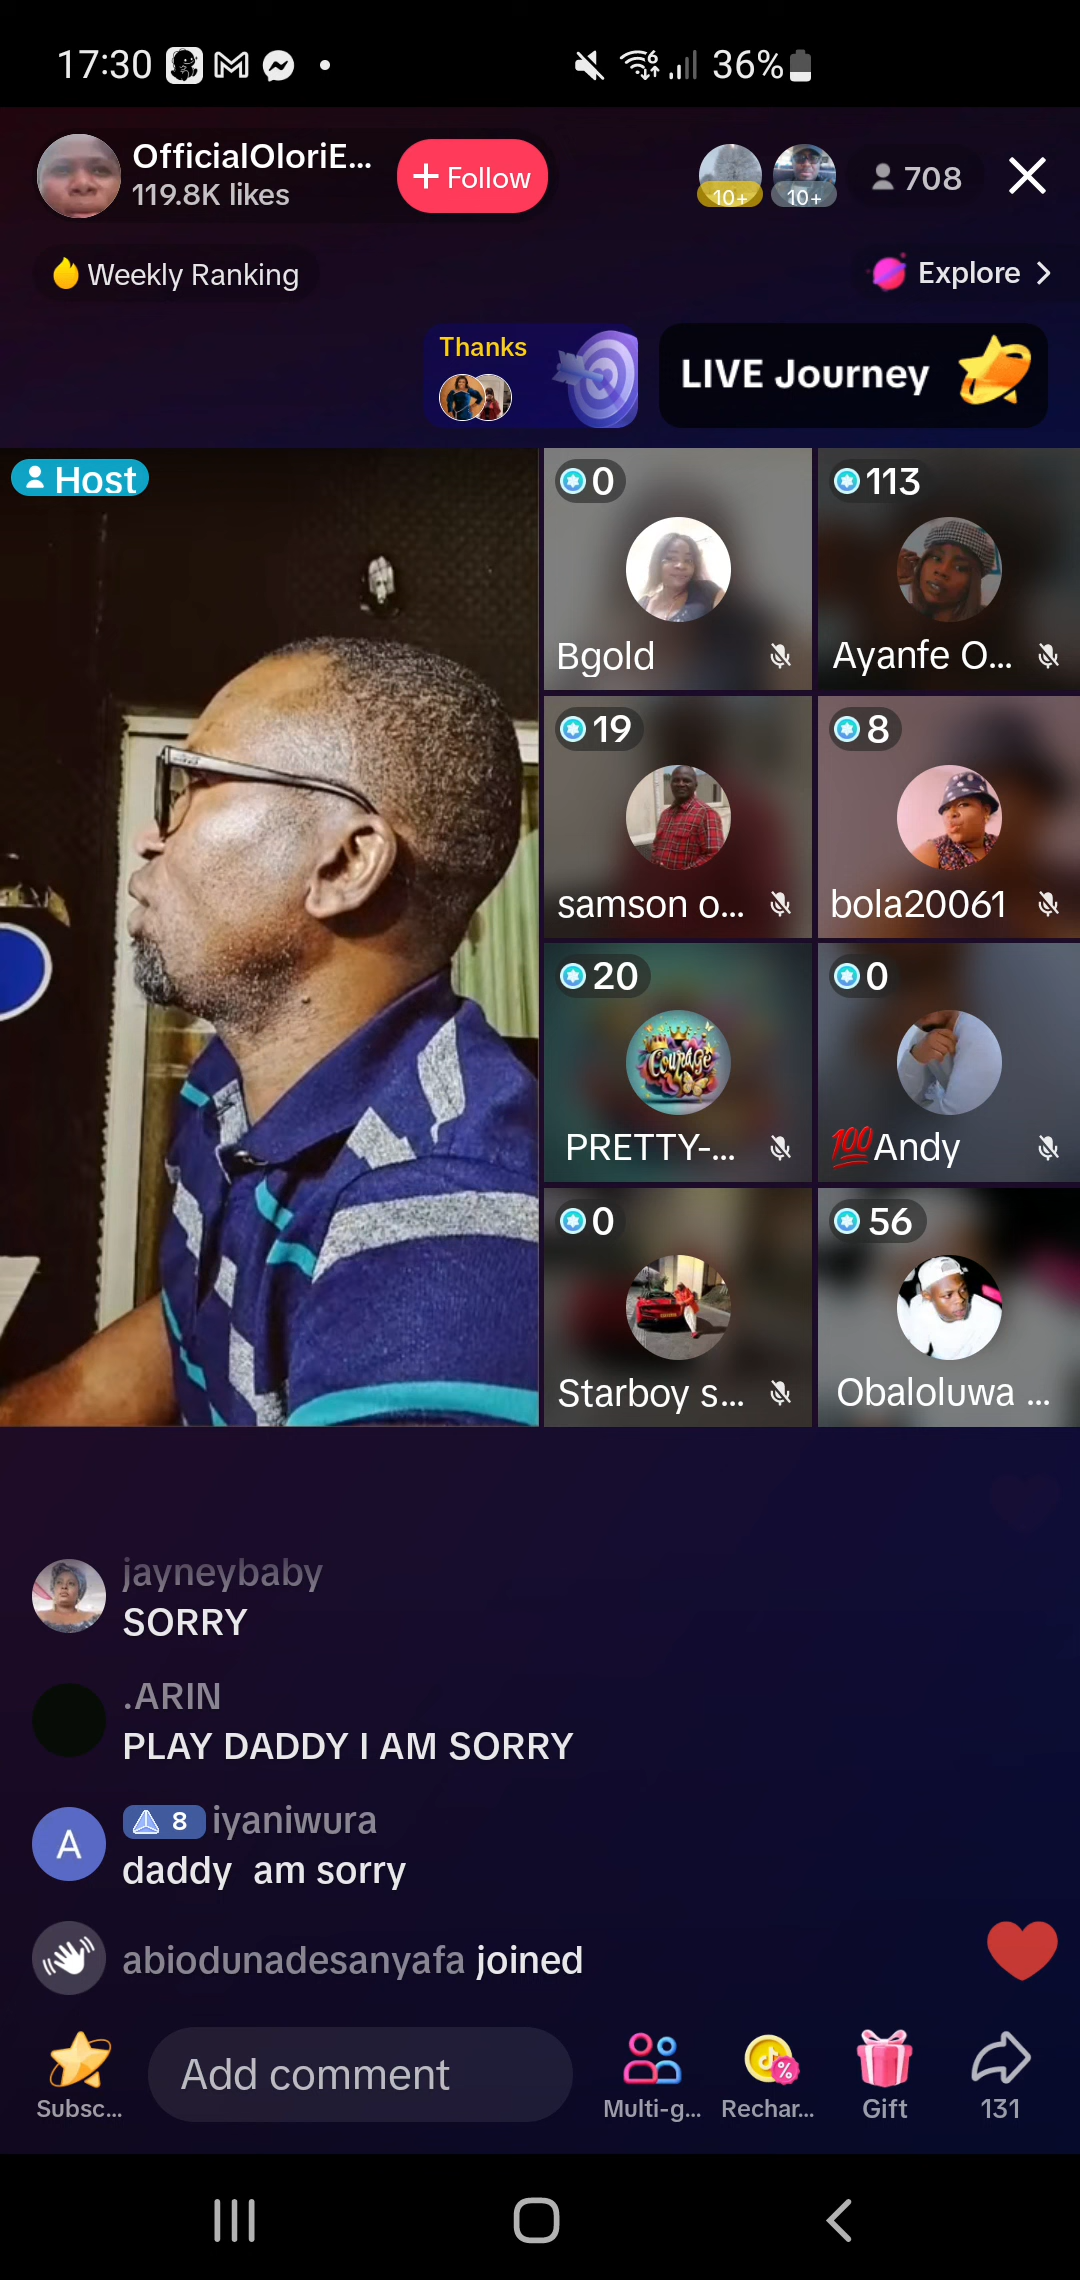 17:30
36%
OfficialOloriE...
119.8K likes
+ Follow
10+
10+
708
Weekly Ranking
Explore
Thanks
LIVE Journey
Host
0
113
Bgold
Ayanfe O...
19
8
samson o...
bola20061
20
0
Courage
PRETTY-...
💯Andy
0
56
Starboy s...
Obaloluwa ...
jayneybaby
SORRY
.ARIN
PLAY DADDY I AM SORRY
A
8 iyaniwura
daddy am sorry
abiodunadesanyafa joined
Add comment
Subsc...
Multi-g...
Rechar...
Gift
131